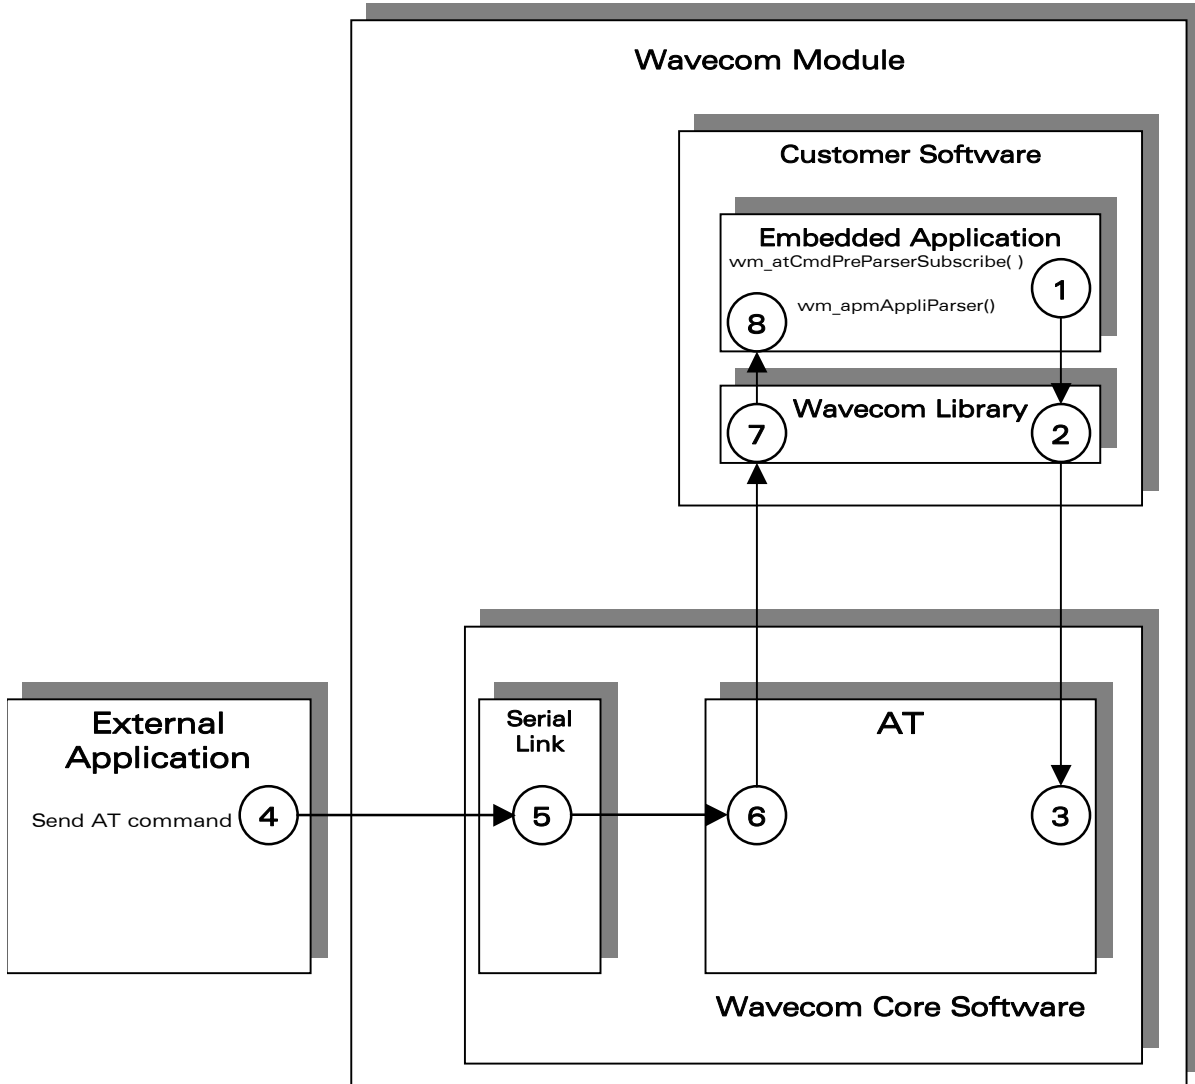 Wavecom Module
Customer Software
Embedded Application
wm_atCmdPreParserSubscribe( )
1
wm_apmAppliParser()
8
Wavecom Library
7
2
External
Application
Serial
Link
AT
Send AT command
4
5
6
3
Wavecom Core Software